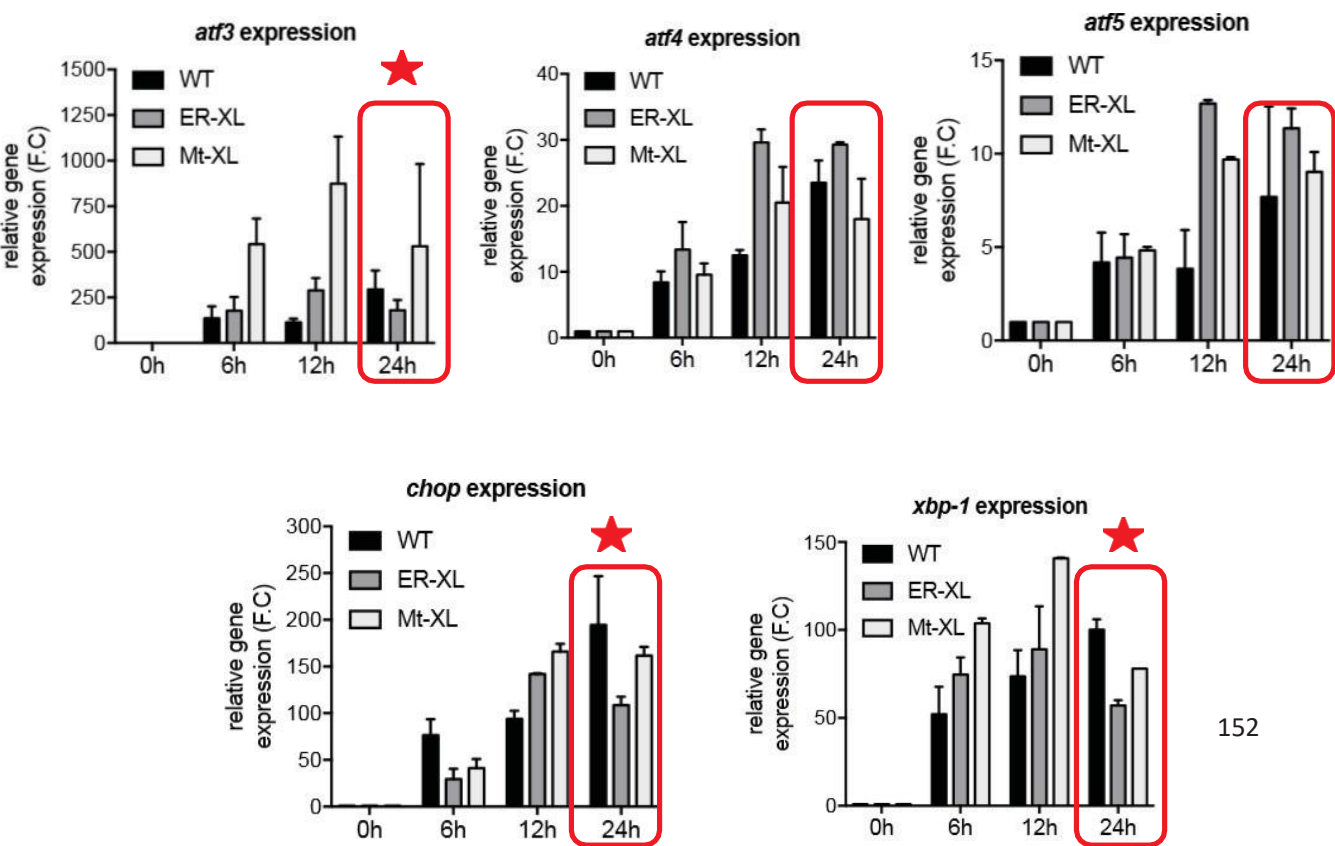 atf3 expression
1500
1250
1000
750
500
250
0
relative gene
expression (F.C)
WT
ER-XL
Mt-XL
0h 6h 12h 24h
atf4 expression
40
30
20
10
0
relative gene
expression (F.C)
WT
ER-XL
Mt-XL
0h 6h 12h 24h
atf5 expression
15
10
5
0
relative gene
expression (F.C)
WT
ER-XL
Mt-XL
0h 6h 12h 24h
chop expression
300
250
200
150
100
50
0
relative gene
expression (F.C)
WT
ER-XL
Mt-XL
0h 6h 12h 24h
xbp-1 expression
150
100
50
0
relative gene
expression (F.C)
WT
ER-XL
Mt-XL
0h 6h 12h 24h
152